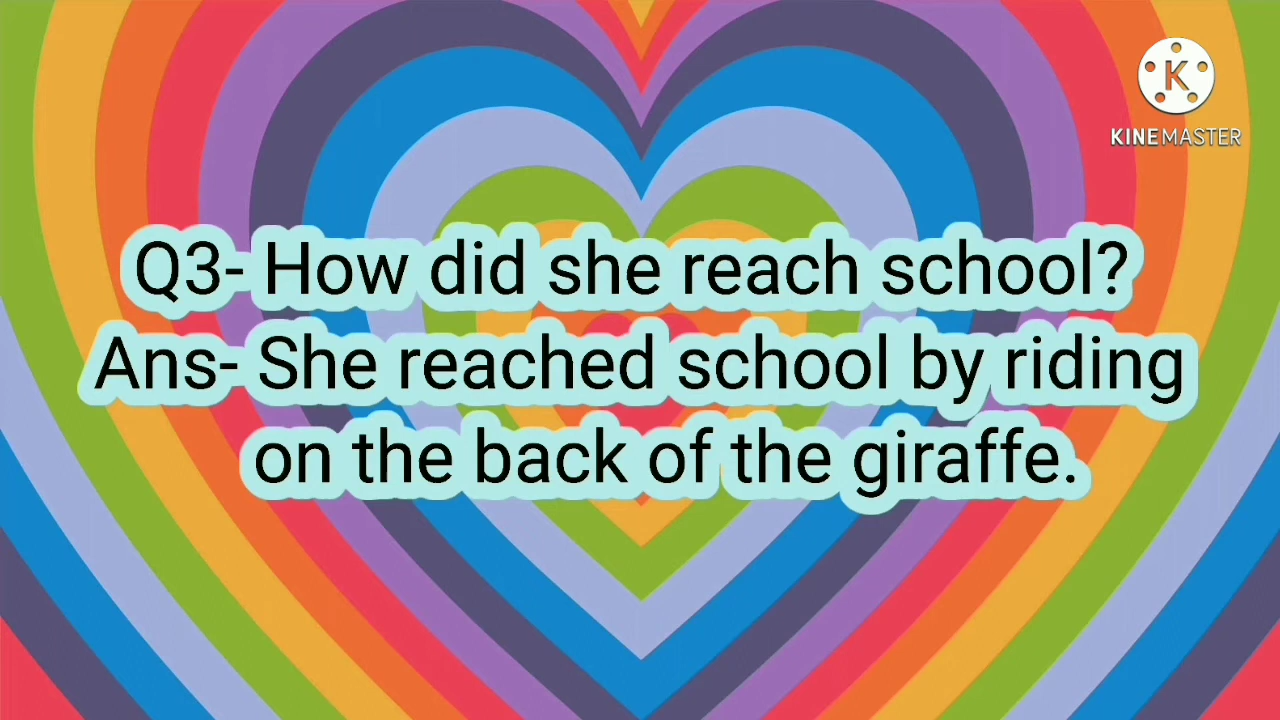 K
KINEMASTER
Q3- How did she reach school?
Ans- She reached school by riding
on the back of the giraffe.